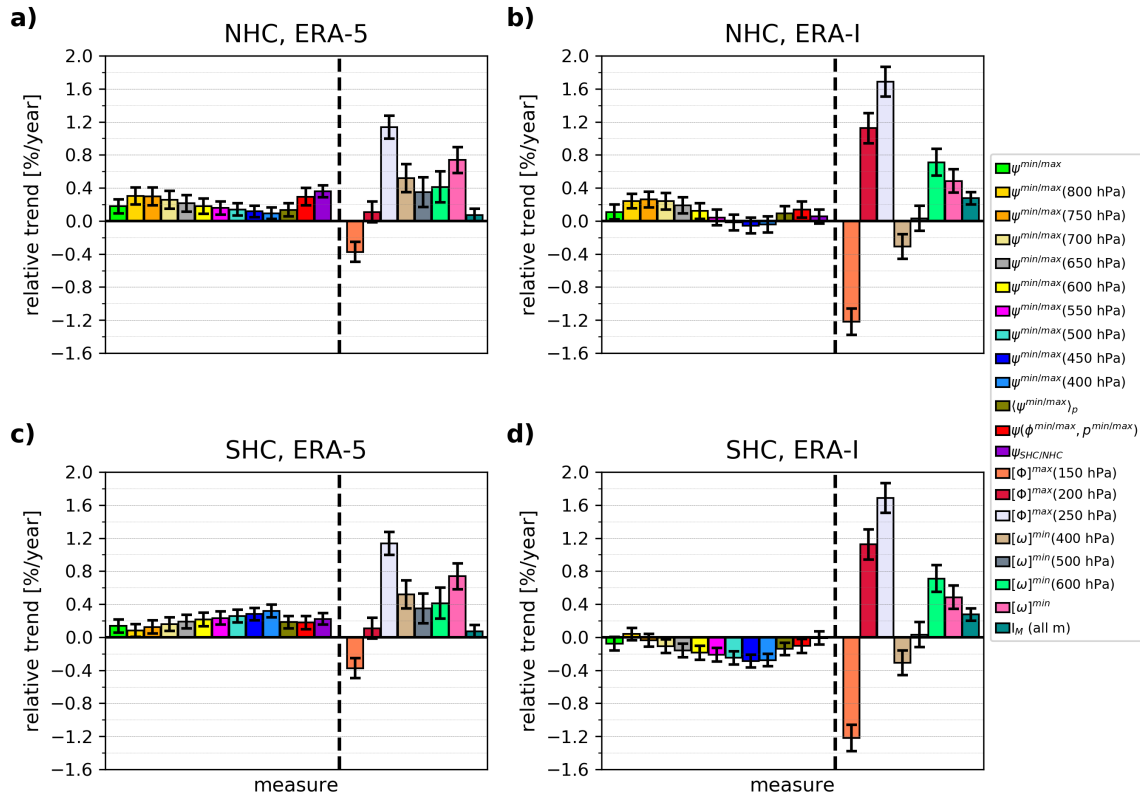 a)
NHC, ERA-5
relative trend [%/year]
2.0
1.6
1.2
0.8
0.4
0.0
−0.4
−0.8
−1.2
−1.6
b)
NHC, ERA-I
relative trend [%/year]
2.0
1.6
1.2
0.8
0.4
0.0
−0.4
−0.8
−1.2
−1.6
c)
SHC, ERA-5
relative trend [%/year]
2.0
1.6
1.2
0.8
0.4
0.0
−0.4
−0.8
−1.2
−1.6
measure
d)
SHC, ERA-I
relative trend [%/year]
2.0
1.6
1.2
0.8
0.4
0.0
−0.4
−0.8
−1.2
−1.6
measure
ψ^{min/max}
ψ^{min/max}(800 hPa)
ψ^{min/max}(750 hPa)
ψ^{min/max}(700 hPa)
ψ^{min/max}(650 hPa)
ψ^{min/max}(600 hPa)
ψ^{min/max}(550 hPa)
ψ^{min/max}(500 hPa)
ψ^{min/max}(450 hPa)
ψ^{min/max}(400 hPa)
⟨ψ^{min/max}⟩_p
ψ(ϕ^{min/max}, p^{min/max})
ψ_{SHC/NHC}
[Φ]^{max}(150 hPa)
[Φ]^{max}(200 hPa)
[Φ]^{max}(250 hPa)
[ω]^{min}(400 hPa)
[ω]^{min}(500 hPa)
[ω]^{min}(600 hPa)
[ω]^{min}
I_M (all m)